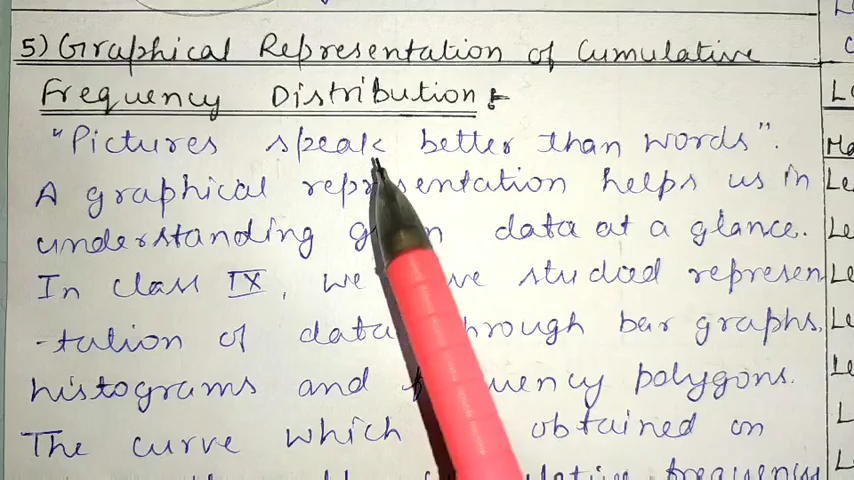 5) Graphical Representation of Cumulative
Frequency Distribution :-
"Pictures speak better than words".
A graphical representation helps us in
understanding data at a glance.
In class IX, we studied represen
-tation of data through bar graphs,
histograms and polygons.
The curve which obtained on
frequency